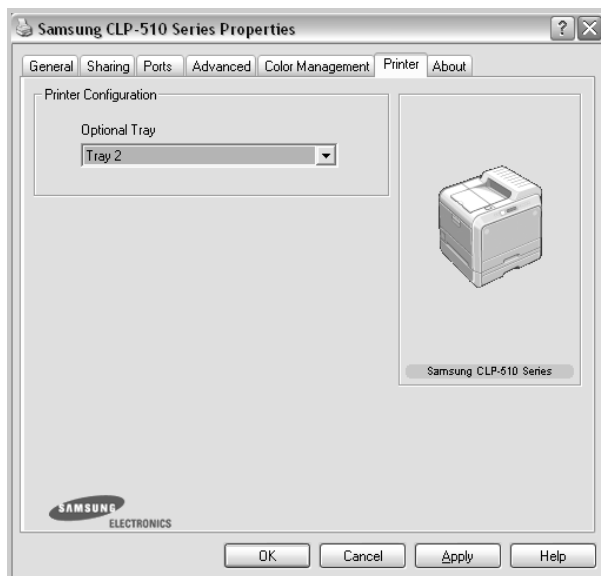 Samsung CLP-510 Series Properties
?
General Sharing Ports Advanced Color Management Printer About
Printer Configuration
Optional Tray
Tray 2
Samsung CLP-510 Series
SAMSUNG
ELECTRONICS
OK Cancel Apply Help